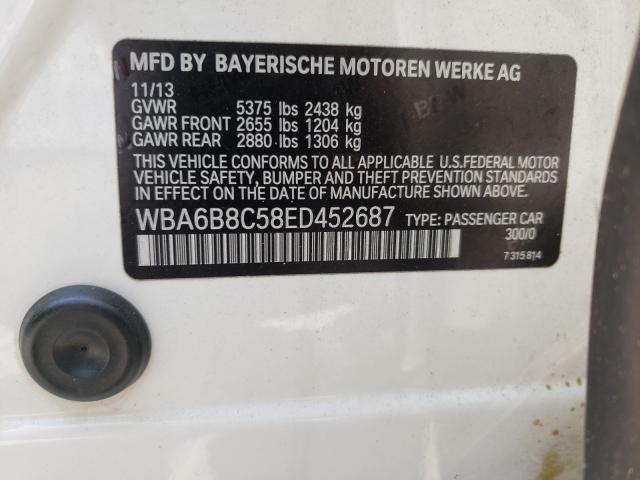 MFD BY BAYERISCHE MOTOREN WERKE AG
11/13
GVWR 5375 lbs 2438 kg
GAWR FRONT 2655 lbs 1204 kg
GAWR REAR 2880 lbs 1306 kg
THIS VEHICLE CONFORMS TO ALL APPLICABLE U.S.FEDERAL MOTOR
VEHICLE SAFETY, BUMPER AND THEFT PREVENTION STANDARDS
IN EFFECT ON THE DATE OF MANUFACTURE SHOWN ABOVE.
WBA6B8C58ED452687 TYPE: PASSENGER CAR
300/0
7315814